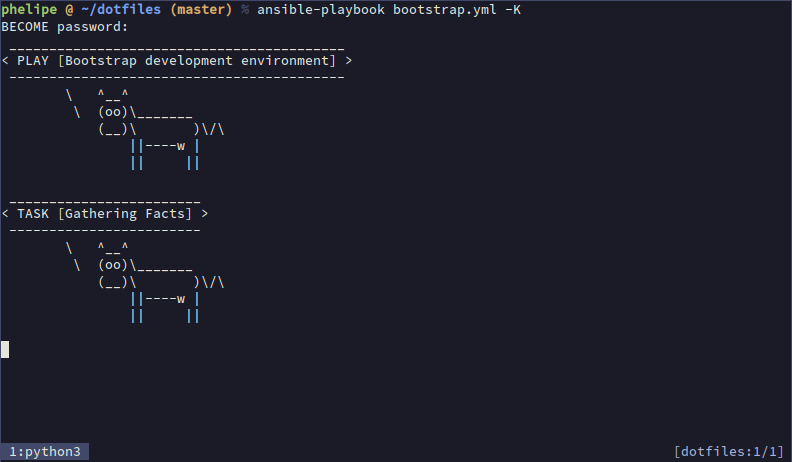 phelipe @ ~/dotfiles (master) % ansible-playbook bootstrap.yml -K
BECOME password:
 __________________________________________
< PLAY [Bootstrap development environment] >
 ------------------------------------------
        \   ^__^
         \  (oo)\_______
            (__)\       )\/\
                ||----w |
                ||     ||
 ________________________
< TASK [Gathering Facts] >
 ------------------------
        \   ^__^
         \  (oo)\_______
            (__)\       )\/\
                ||----w |
                ||     ||
1:python3 [dotfiles:1/1]